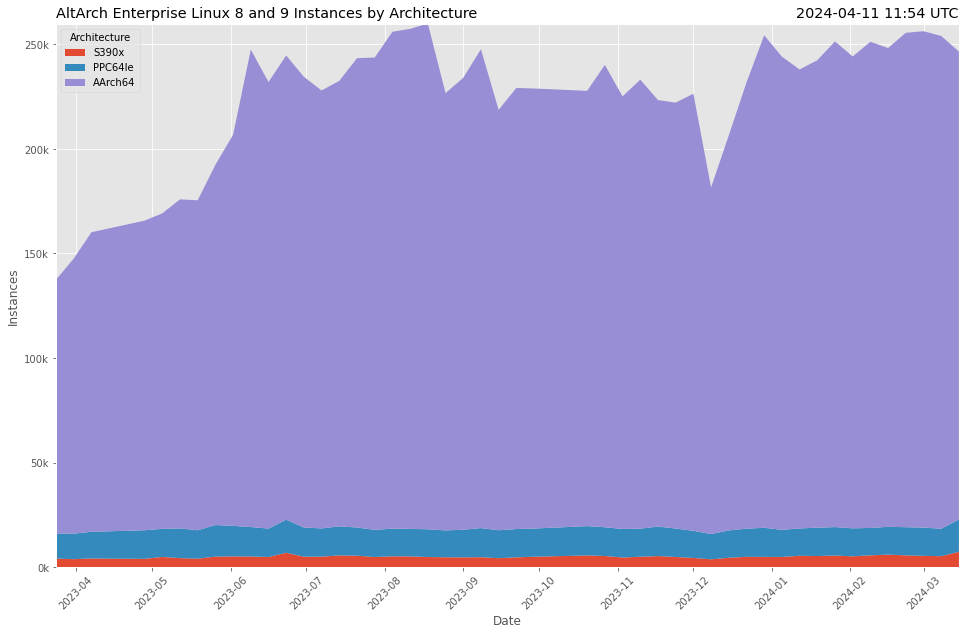 AltArch Enterprise Linux 8 and 9 Instances by Architecture
2024-04-11 11:54 UTC
Architecture
S390x
PPC64le
AArch64
250k
200k
150k
100k
50k
0k
Instances
2023-04
2023-05
2023-06
2023-07
2023-08
2023-09
2023-10
2023-11
2023-12
2024-01
2024-02
2024-03
Date